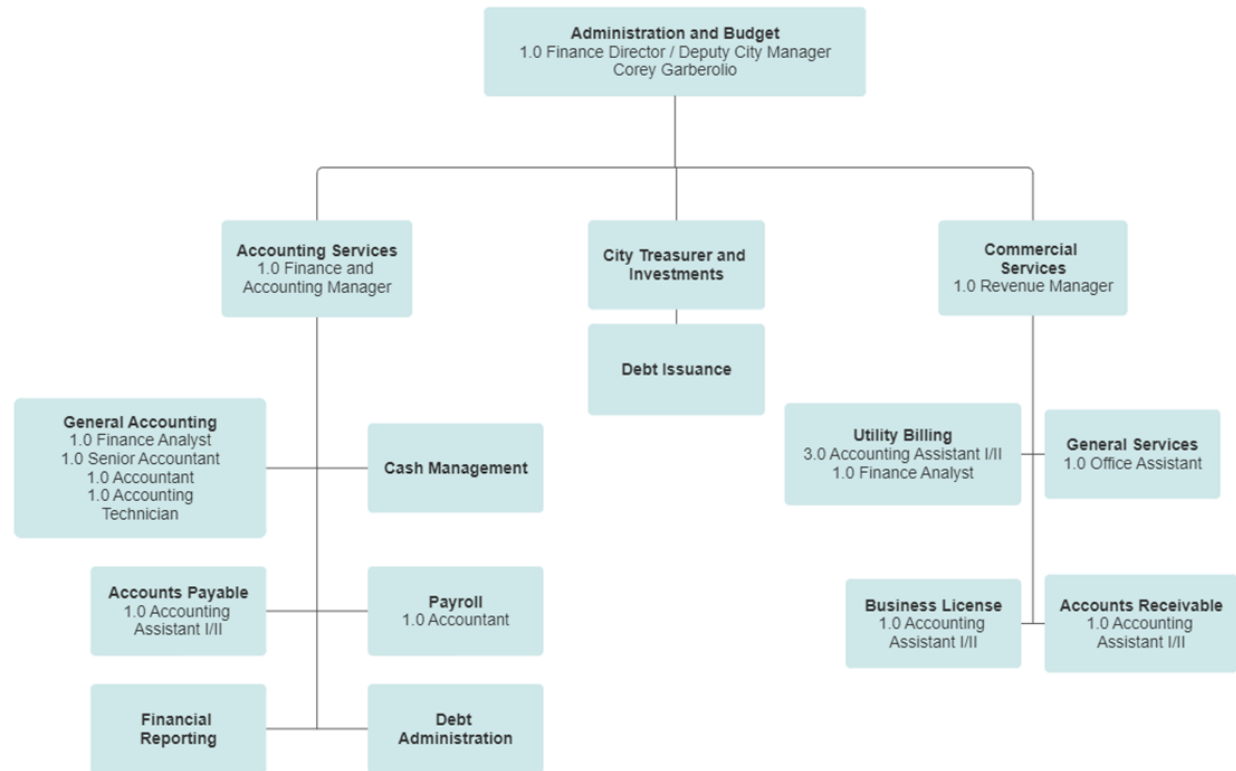 Administration and Budget
1.0 Finance Director / Deputy City Manager
Corey Garberolio
Accounting Services
1.0 Finance and
Accounting Manager
City Treasurer and
Investments
Commercial
Services
1.0 Revenue Manager
Debt Issuance
General Accounting
1.0 Finance Analyst
1.0 Senior Accountant
1.0 Accountant
1.0 Accounting
Technician
Cash Management
Utility Billing
3.0 Accounting Assistant I/II
1.0 Finance Analyst
General Services
1.0 Office Assistant
Accounts Payable
1.0 Accounting
Assistant I/II
Payroll
1.0 Accountant
Business License
1.0 Accounting
Assistant I/II
Accounts Receivable
1.0 Accounting
Assistant I/II
Financial
Reporting
Debt
Administration